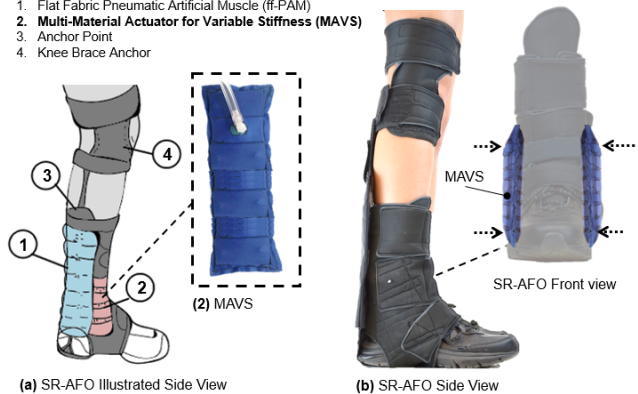 1. Flat Fabric Pneumatic Artificial Muscle (ff-PAM)
2. Multi-Material Actuator for Variable Stiffness (MAVS)
3. Anchor Point
4. Knee Brace Anchor
4
3
1
2
(2) MAVS
MAVS
SR-AFO Front view
(a) SR-AFO Illustrated Side View
(b) SR-AFO Side View